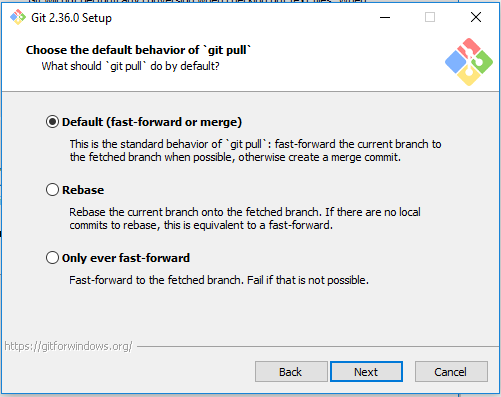 Git 2.36.0 Setup
Choose the default behavior of `git pull`
What should `git pull` do by default?
Default (fast-forward or merge)
This is the standard behavior of `git pull`: fast-forward the current branch to
the fetched branch when possible, otherwise create a merge commit.
Rebase
Rebase the current branch onto the fetched branch. If there are no local
commits to rebase, this is equivalent to a fast-forward.
Only ever fast-forward
Fast-forward to the fetched branch. Fail if that is not possible.
https://gitforwindows.org/
Back
Next
Cancel